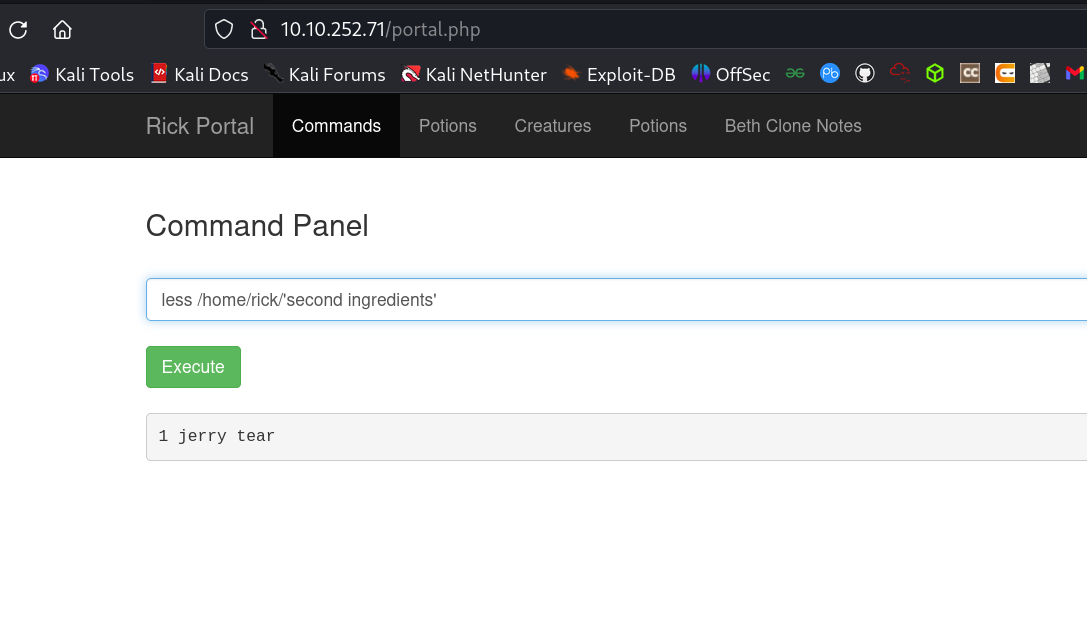 10.10.252.71/portal.php
ux Kali Tools Kali Docs Kali Forums Kali NetHunter Exploit-DB OffSec Pb CC
Rick Portal Commands Potions Creatures Potions Beth Clone Notes
Command Panel
less /home/rick/'second ingredients'
Execute
1 jerry tear